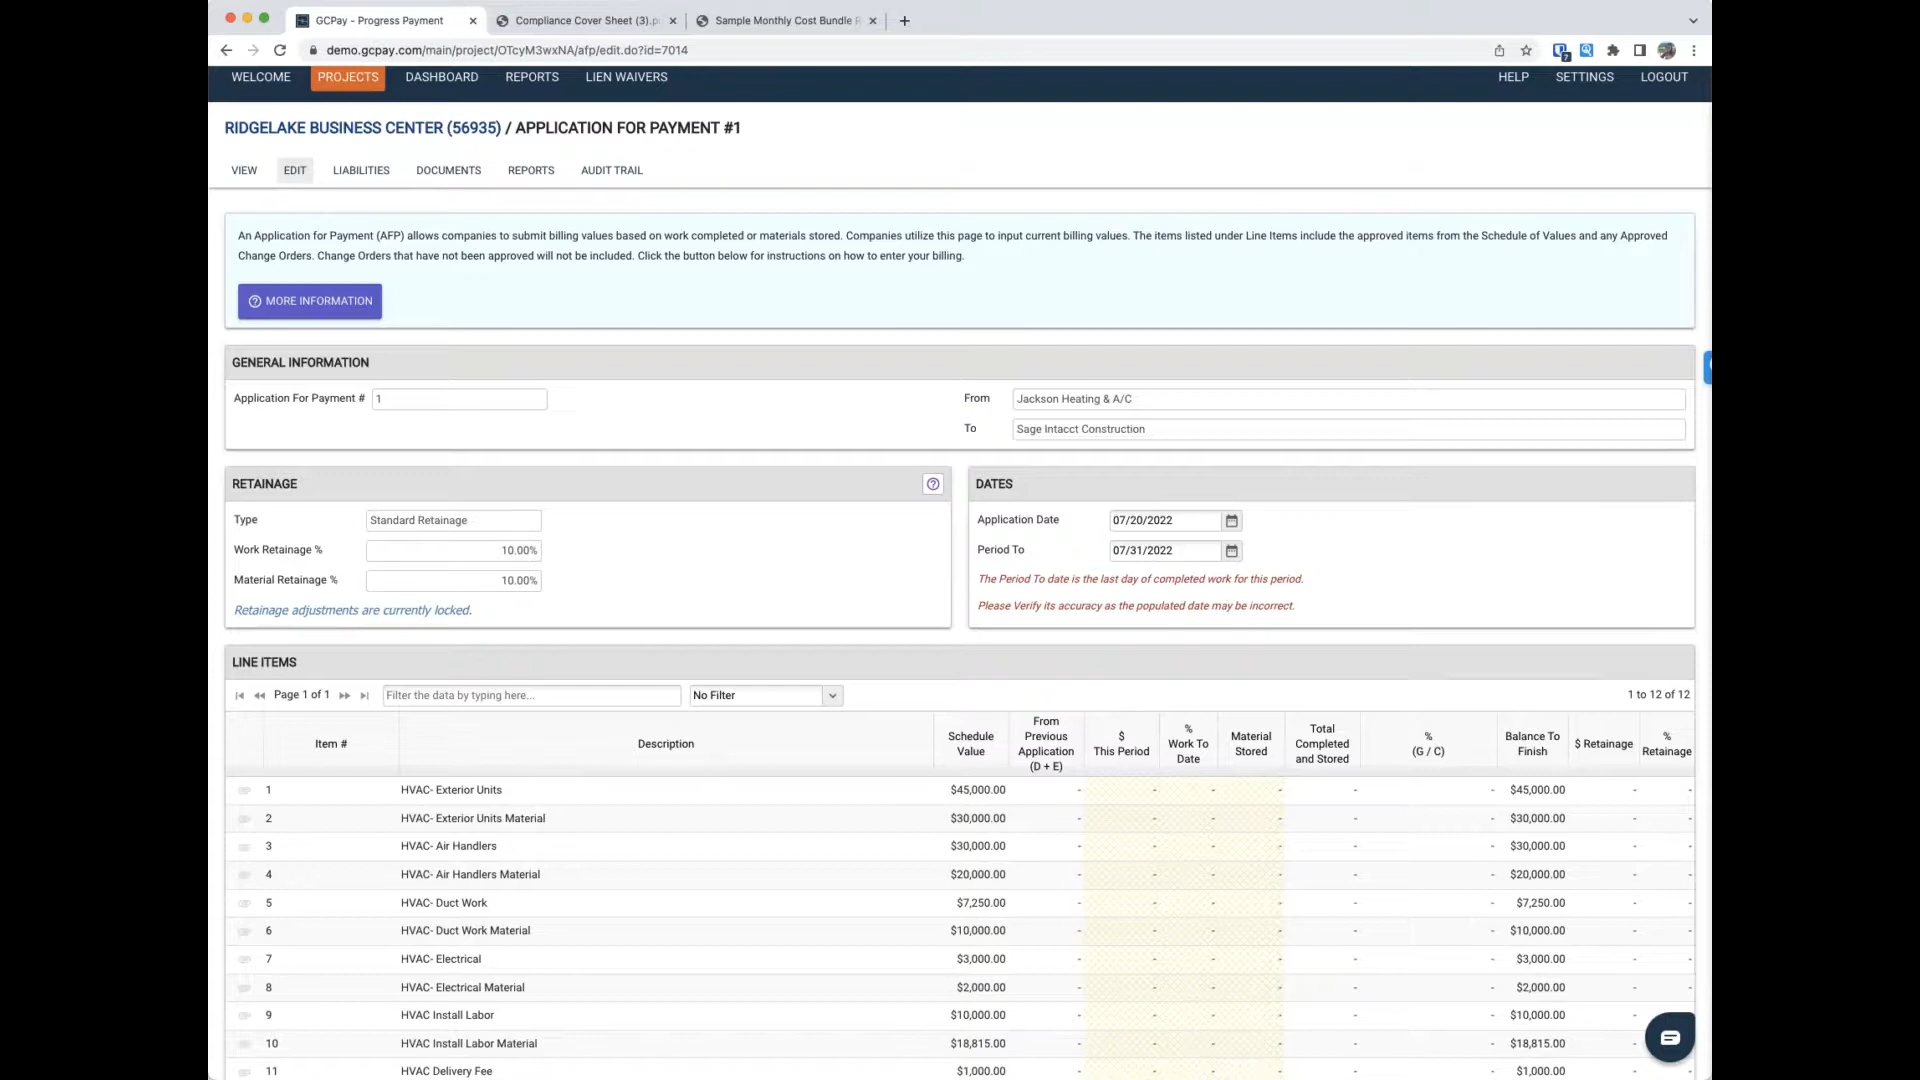 GCPay - Progress Payment
Compliance Cover Sheet (3).p
Sample Monthly Cost Bundle R
demo.gcpay.com/main/project/OTcyM3wxNA/afp/edit.do?id=7014
7
WELCOME PROJECTS DASHBOARD REPORTS LIEN WAIVERS HELP SETTINGS LOGOUT
RIDGELAKE BUSINESS CENTER (56935) / APPLICATION FOR PAYMENT #1
VIEW EDIT LIABILITIES DOCUMENTS REPORTS AUDIT TRAIL
An Application for Payment (AFP) allows companies to submit billing values based on work completed or materials stored. Companies utilize this page to input current billing values. The items listed under Line Items include the approved items from the Schedule of Values and any Approved
Change Orders. Change Orders that have not been approved will not be included. Click the button below for instructions on how to enter your billing.
MORE INFORMATION
GENERAL INFORMATION
Application For Payment # 1
From Jackson Heating & A/C
To Sage Intacct Construction
RETAINAGE
Type Standard Retainage
Work Retainage % 10.00%
Material Retainage % 10.00%
Retainage adjustments are currently locked.
DATES
Application Date 07/20/2022
Period To 07/31/2022
The Period To date is the last day of completed work for this period.
Please Verify its accuracy as the populated date may be incorrect.
LINE ITEMS
Page 1 of 1 Filter the data by typing here... No Filter 1 to 12 of 12
Item #
Description
Schedule
Value
From
Previous
Application
(D + E)
$
This Period
%
Work To
Date
Material
Stored
Total
Completed
and Stored
%
(G / C)
Balance To
Finish
$ Retainage
%
Retainage
1 HVAC- Exterior Units $45,000.00 - - - - - - $45,000.00 - -
2 HVAC- Exterior Units Material $30,000.00 - - - - - - $30,000.00 - -
3 HVAC- Air Handlers $30,000.00 - - - - - - $30,000.00 - -
4 HVAC- Air Handlers Material $20,000.00 - - - - - - $20,000.00 - -
5 HVAC- Duct Work $7,250.00 - - - - - - $7,250.00 - -
6 HVAC- Duct Work Material $10,000.00 - - - - - - $10,000.00 - -
7 HVAC- Electrical $3,000.00 - - - - - - $3,000.00 - -
8 HVAC- Electrical Material $2,000.00 - - - - - - $2,000.00 - -
9 HVAC Install Labor $10,000.00 - - - - - - $10,000.00 - -
10 HVAC Install Labor Material $18,815.00 - - - - - - $18,815.00 - -
11 HVAC Delivery Fee $1,000.00 - - - - - - $1,000.00 - -